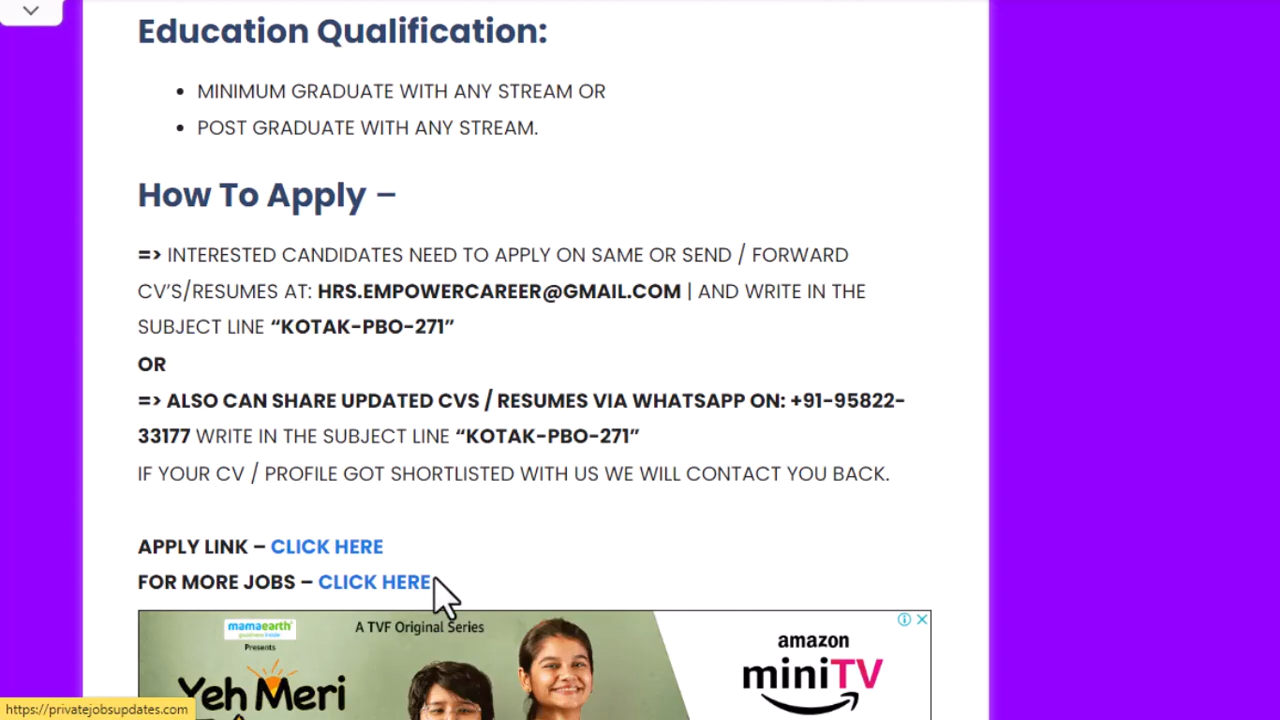 Education Qualification:
• MINIMUM GRADUATE WITH ANY STREAM OR
• POST GRADUATE WITH ANY STREAM.
How To Apply –
=> INTERESTED CANDIDATES NEED TO APPLY ON SAME OR SEND / FORWARD
CV'S/RESUMES AT: HRS.EMPOWERCAREER@GMAIL.COM | AND WRITE IN THE
SUBJECT LINE “KOTAK-PBO-271”
OR
=> ALSO CAN SHARE UPDATED CVS / RESUMES VIA WHATSAPP ON: +91-95822-
33177 WRITE IN THE SUBJECT LINE “KOTAK-PBO-271”
IF YOUR CV / PROFILE GOT SHORTLISTED WITH US WE WILL CONTACT YOU BACK.
APPLY LINK – CLICK HERE
FOR MORE JOBS – CLICK HERE
mamaearth
goodness inside
Presents
A TVF Original Series
Yeh Meri
amazon
miniTV
https://privatejobsupdates.com